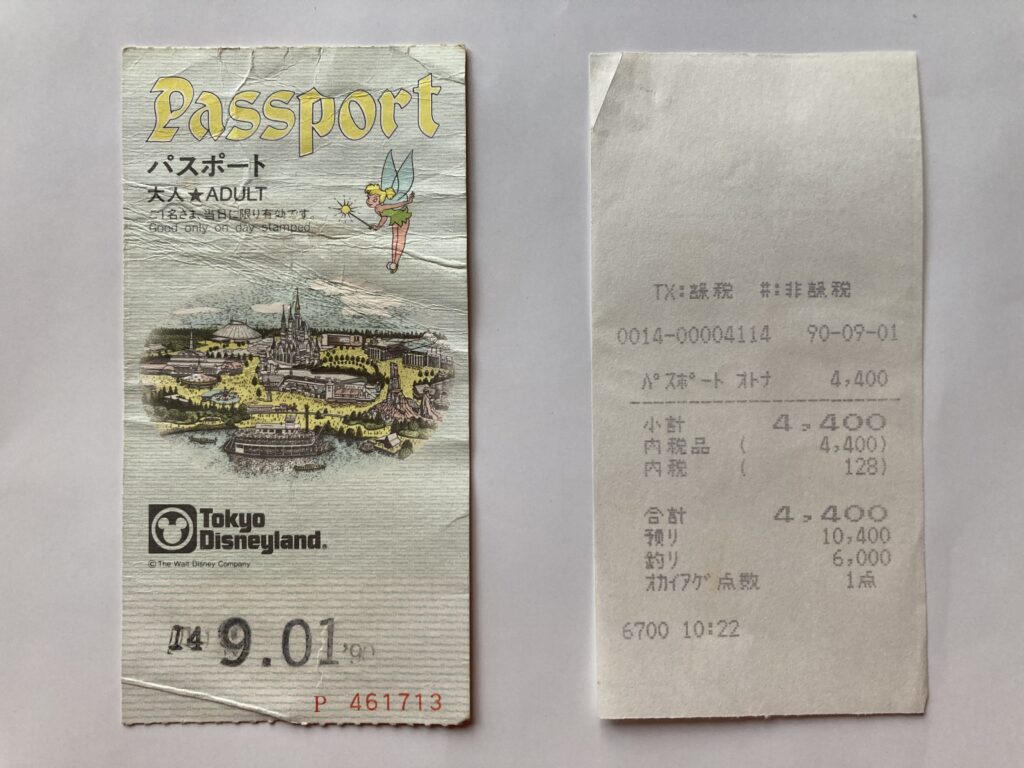 Passport
パスポート
大人★ADULT
ご1名さま、当日に限り有効です。
Good only on day stamped.
Tokyo
Disneyland®
© The Walt Disney Company
14 9.01 '90
P 461713
TX:課税 #:非課税
0014-00004114 90-09-01
パスポート オトナ 4,400
小計 4,400
内税品 ( 4,400)
内税 ( 128)
合計 4,400
預り 10,400
釣り 6,000
オカイアゲ点数 1点
6700 10:22